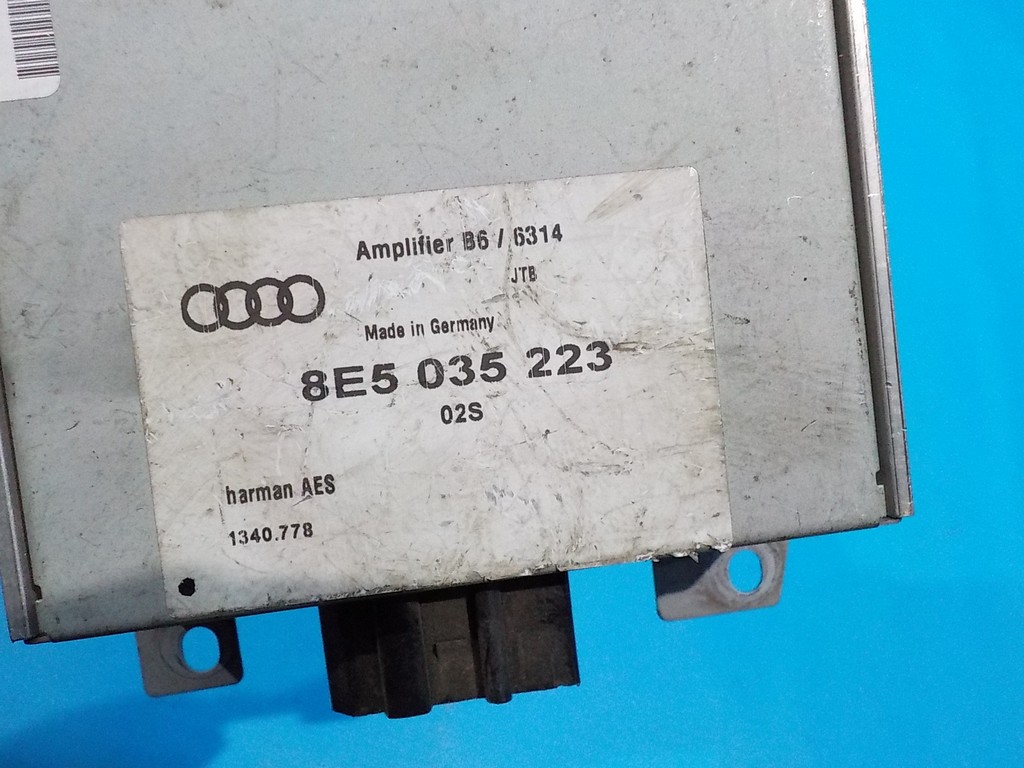 Amplifier B6 / 6314
JTB
Made in Germany
8E5 035 223
02S
harman AES
1340.778